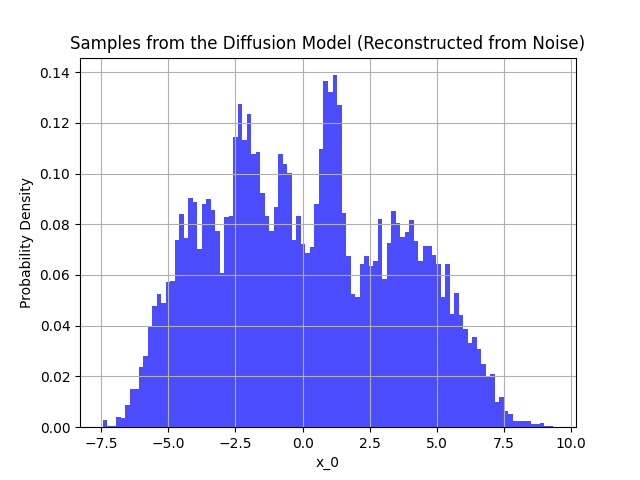 Samples from the Diffusion Model (Reconstructed from Noise)
0.14
0.12
0.10
0.08
0.06
0.04
0.02
0.00
Probability Density
−7.5 −5.0 −2.5 0.0 2.5 5.0 7.5 10.0
x_0